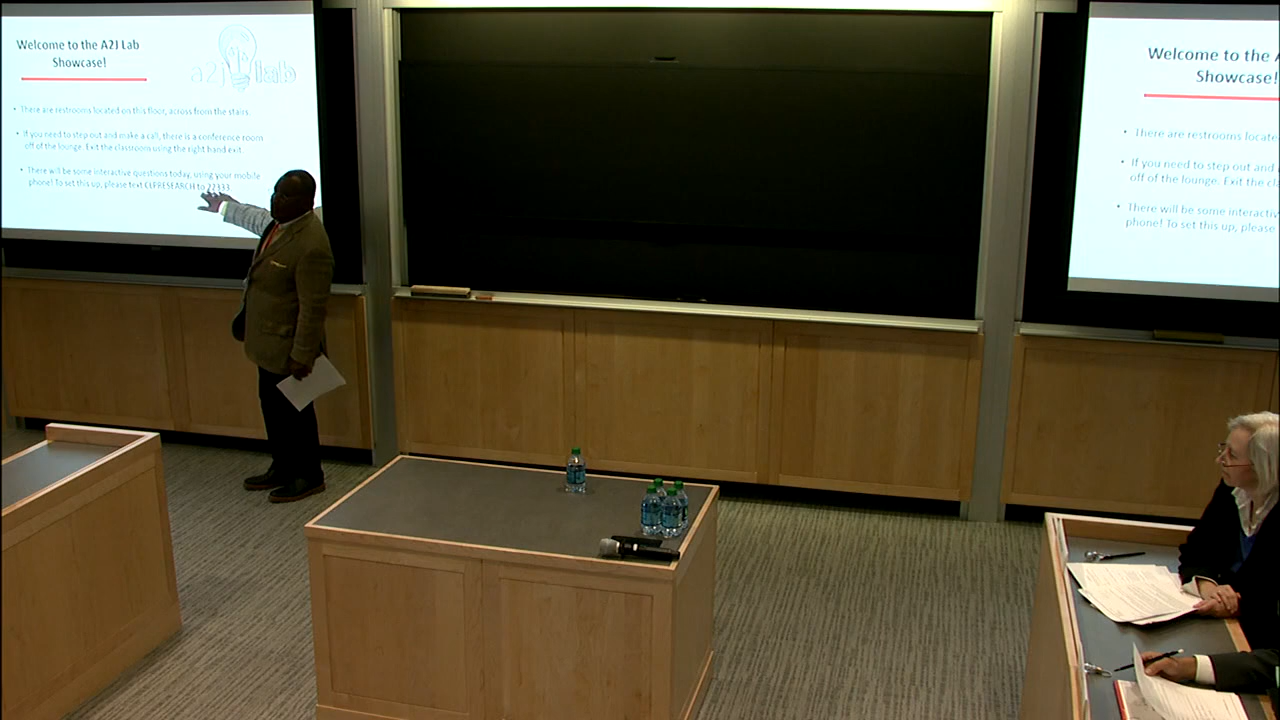 Welcome to the A2J Lab
Showcase!
a2j lab
• There are restrooms located on this floor, across from the stairs.
• If you need to step out and make a call, there is a conference room
off of the lounge. Exit the classroom using the right hand exit.
• There will be some interactive questions today, using your mobile
phone! To set this up, please text CLPRESEARCH to 22333.
Welcome to the A
Showcase!
• There are restrooms locate
• If you need to step out and
off of the lounge. Exit the cla
• There will be some interactiv
phone! To set this up, please